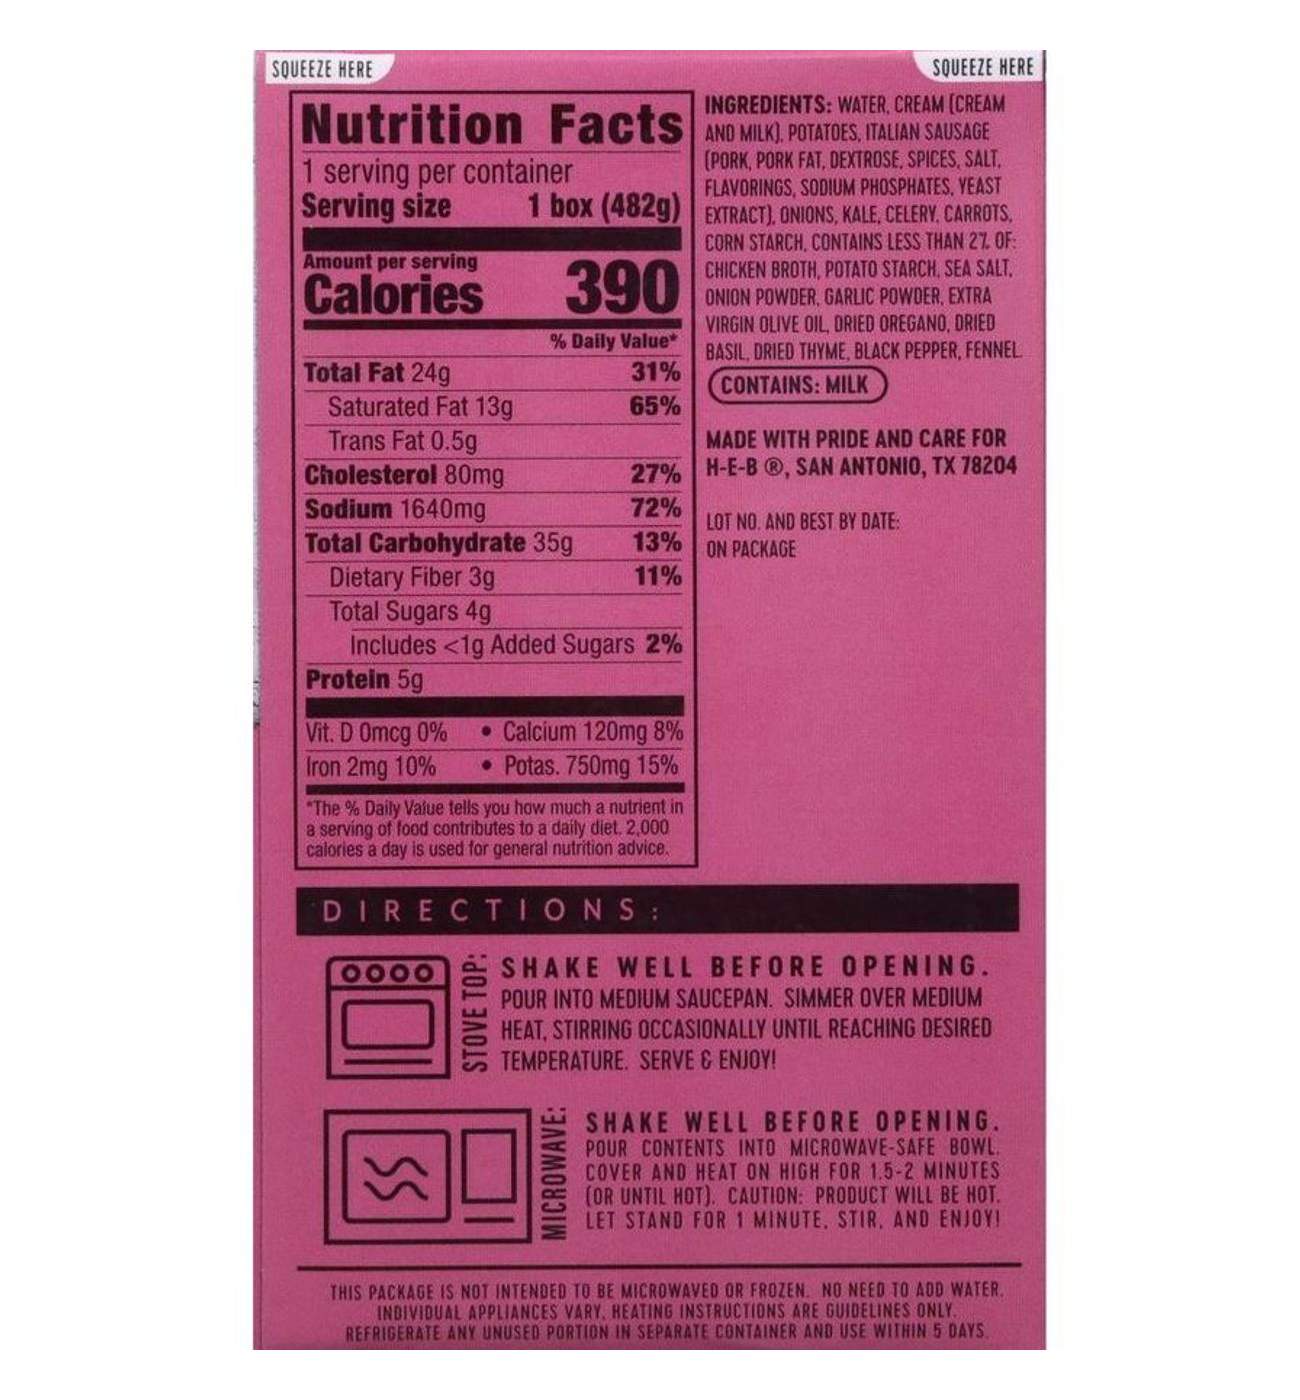 SQUEEZE HERE
SQUEEZE HERE
Nutrition Facts
1 serving per container
Serving size 1 box (482g)
Amount per serving
Calories 390
% Daily Value*
Total Fat 24g 31%
Saturated Fat 13g 65%
Trans Fat 0.5g
Cholesterol 80mg 27%
Sodium 1640mg 72%
Total Carbohydrate 35g 13%
Dietary Fiber 3g 11%
Total Sugars 4g
Includes <1g Added Sugars 2%
Protein 5g
Vit. D 0mcg 0% • Calcium 120mg 8%
Iron 2mg 10% • Potas. 750mg 15%
*The % Daily Value tells you how much a nutrient in
a serving of food contributes to a daily diet. 2,000
calories a day is used for general nutrition advice.
INGREDIENTS: WATER, CREAM (CREAM
AND MILK), POTATOES, ITALIAN SAUSAGE
(PORK, PORK FAT, DEXTROSE, SPICES, SALT,
FLAVORINGS, SODIUM PHOSPHATES, YEAST
EXTRACT), ONIONS, KALE, CELERY, CARROTS,
CORN STARCH, CONTAINS LESS THAN 2% OF:
CHICKEN BROTH, POTATO STARCH, SEA SALT,
ONION POWDER, GARLIC POWDER, EXTRA
VIRGIN OLIVE OIL, DRIED OREGANO, DRIED
BASIL, DRIED THYME, BLACK PEPPER, FENNEL.
CONTAINS: MILK
MADE WITH PRIDE AND CARE FOR
H-E-B ®, SAN ANTONIO, TX 78204
LOT NO. AND BEST BY DATE:
ON PACKAGE
DIRECTIONS:
STOVE TOP:
SHAKE WELL BEFORE OPENING.
POUR INTO MEDIUM SAUCEPAN. SIMMER OVER MEDIUM
HEAT, STIRRING OCCASIONALLY UNTIL REACHING DESIRED
TEMPERATURE. SERVE & ENJOY!
MICROWAVE:
SHAKE WELL BEFORE OPENING.
POUR CONTENTS INTO MICROWAVE-SAFE BOWL.
COVER AND HEAT ON HIGH FOR 1.5-2 MINUTES
(OR UNTIL HOT). CAUTION: PRODUCT WILL BE HOT.
LET STAND FOR 1 MINUTE, STIR, AND ENJOY!
THIS PACKAGE IS NOT INTENDED TO BE MICROWAVED OR FROZEN. NO NEED TO ADD WATER.
INDIVIDUAL APPLIANCES VARY, HEATING INSTRUCTIONS ARE GUIDELINES ONLY.
REFRIGERATE ANY UNUSED PORTION IN SEPARATE CONTAINER AND USE WITHIN 5 DAYS.